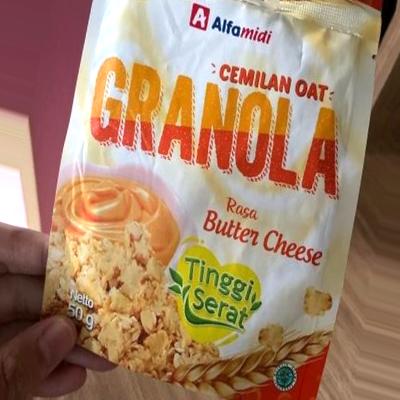 Alfamidi
CEMILAN OAT
GRANOLA
Rasa
Butter Cheese
Tinggi
Serat
Netto
50 g